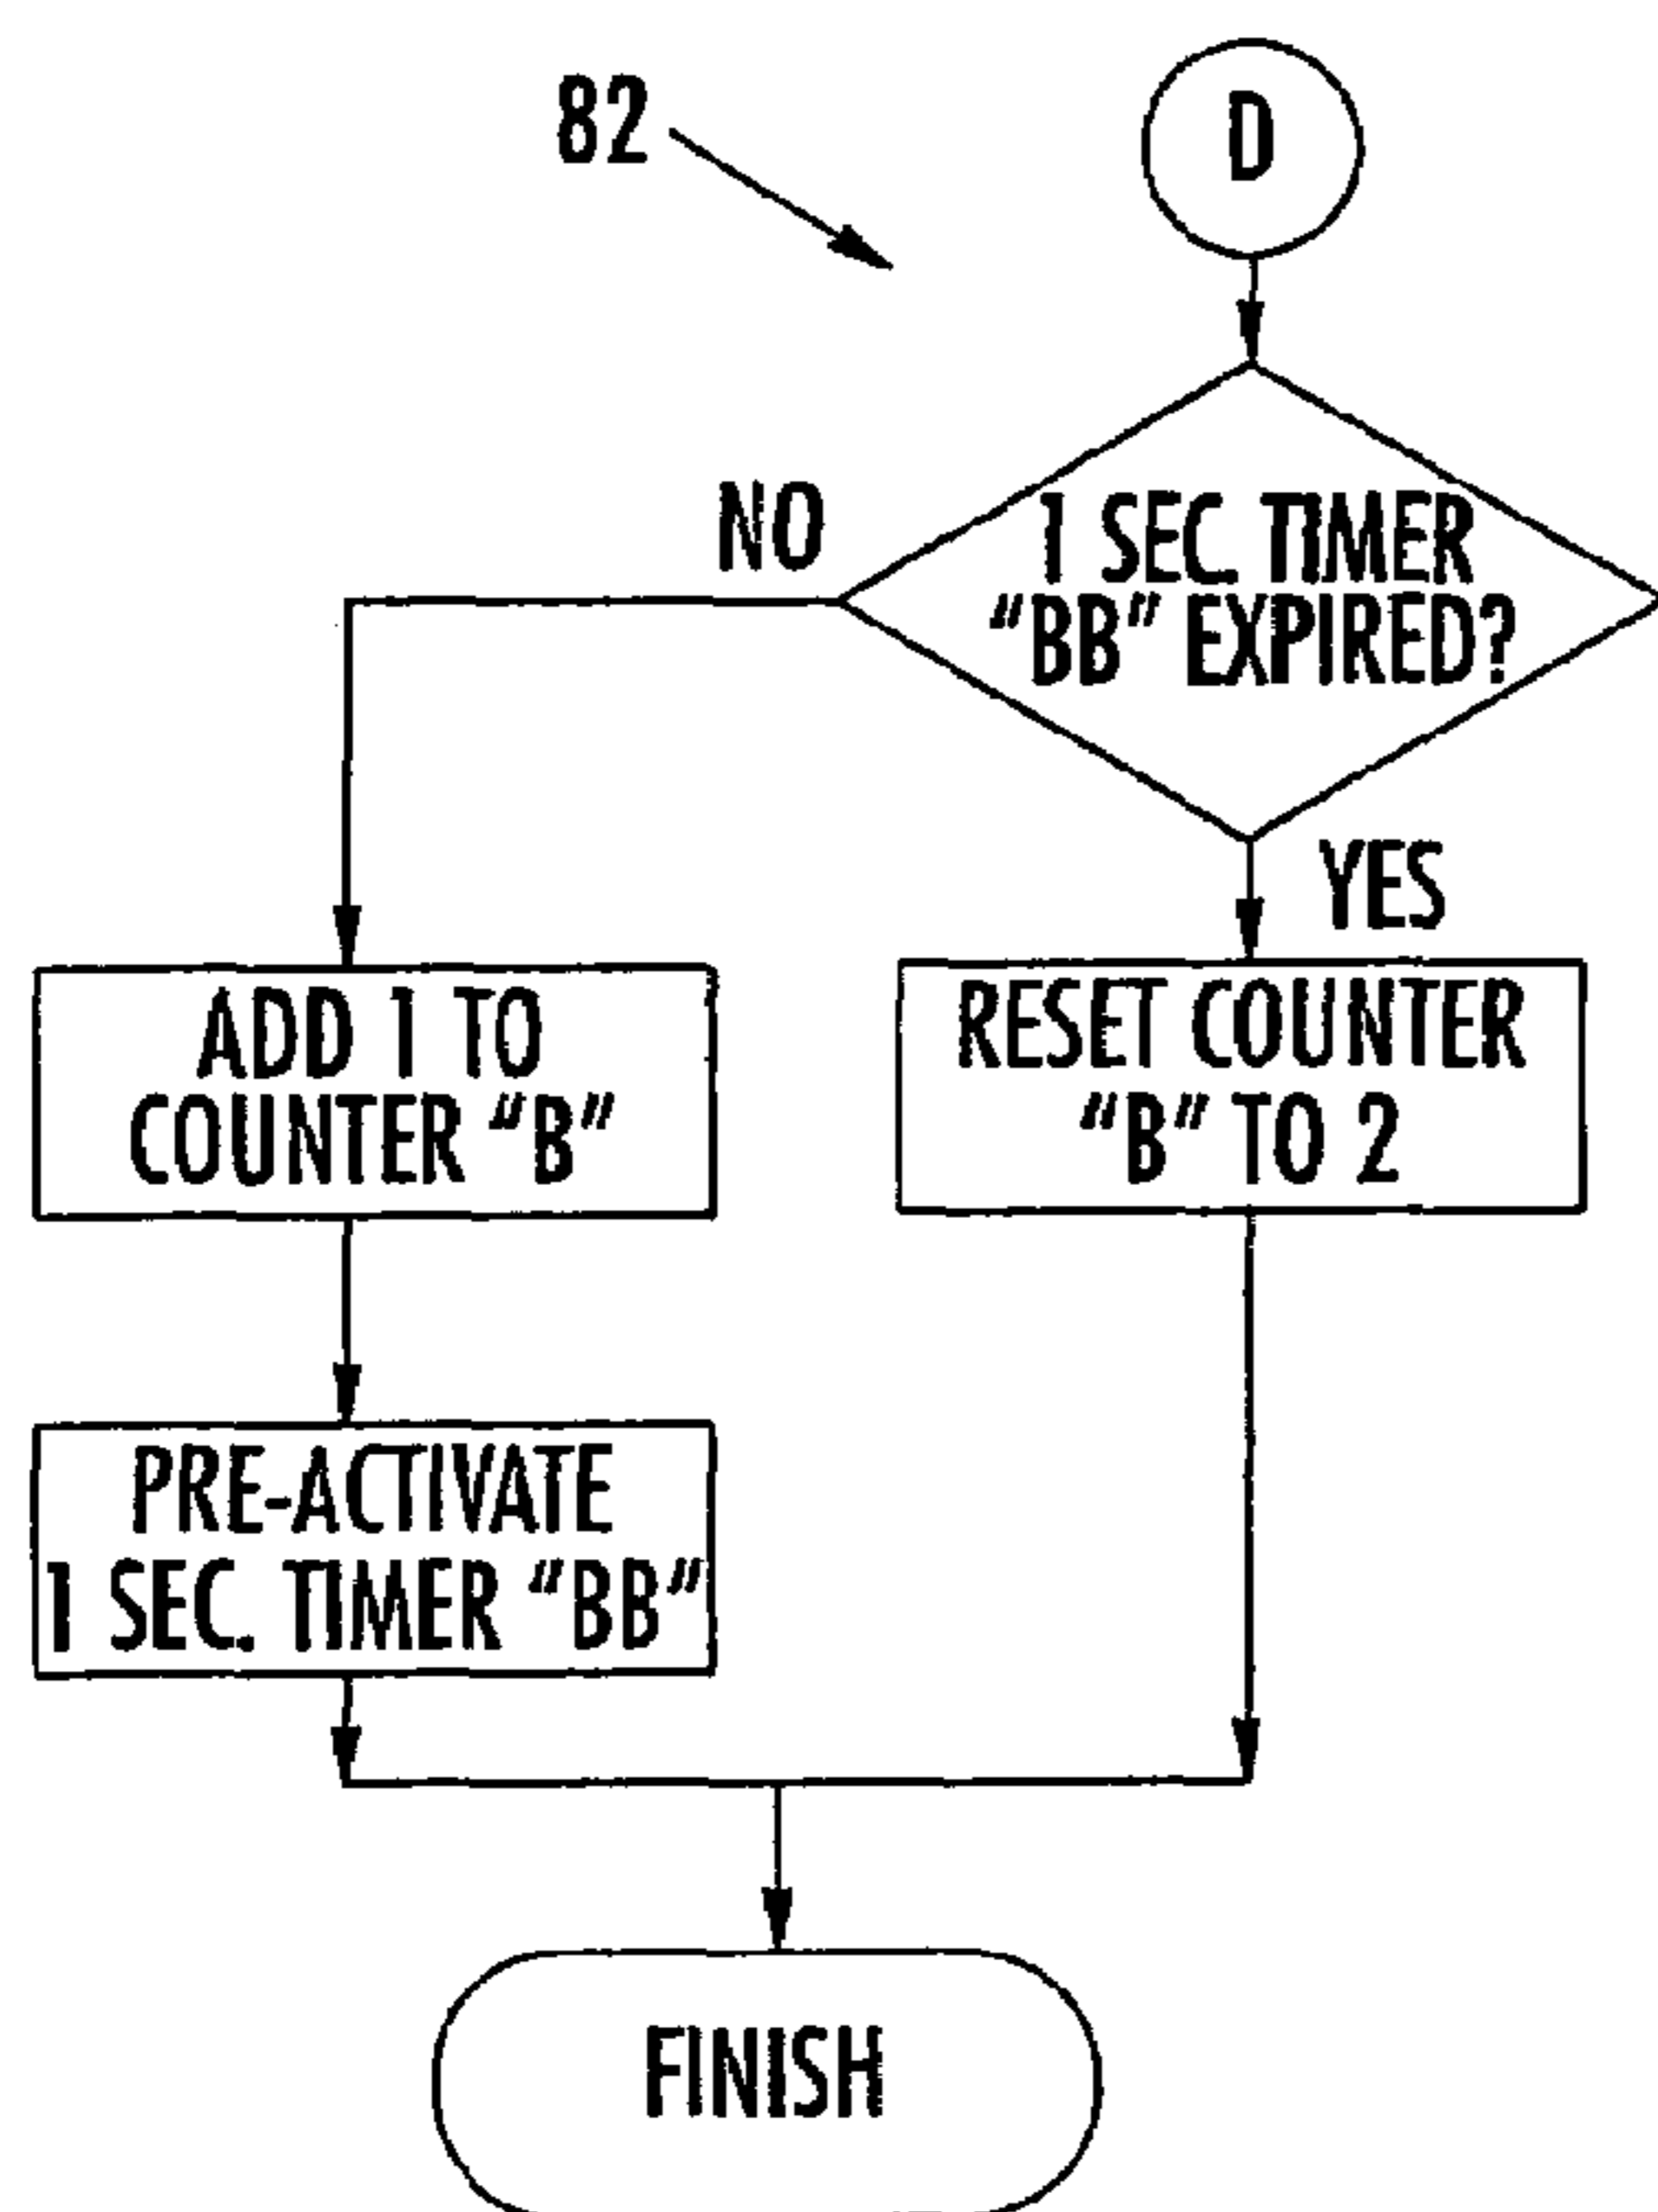 82
D
NO
1 SEC. TIMER
"BB" EXPIRED?
YES
ADD 1 TO
COUNTER "B"
RESET COUNTER
"B" TO 2
PRE-ACTIVATE
1 SEC. TIMER "BB"
FINISH